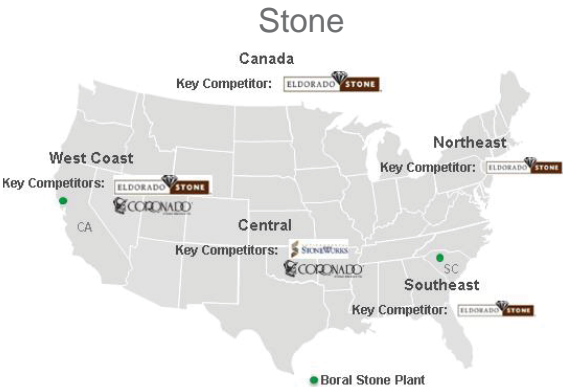 Stone
Canada
Key Competitor: ELDORADO STONE
Northeast
Key Competitor: ELDORADO STONE
West Coast
Key Competitors: ELDORADO STONE
CORONADO
CA
Central
Key Competitors: STONEWORKS
CORONADO
SC
Southeast
Key Competitor: ELDORADO STONE
Boral Stone Plant